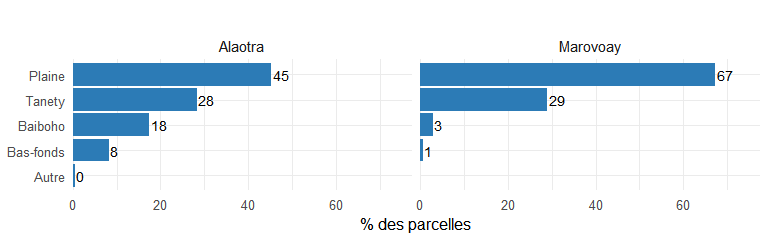 Alaotra Marovoay
Plaine 45 67
Tanety 28 29
Baiboho 18 3
Bas-fonds 8 1
Autre 0
0 20 40 60 0 20 40 60
% des parcelles